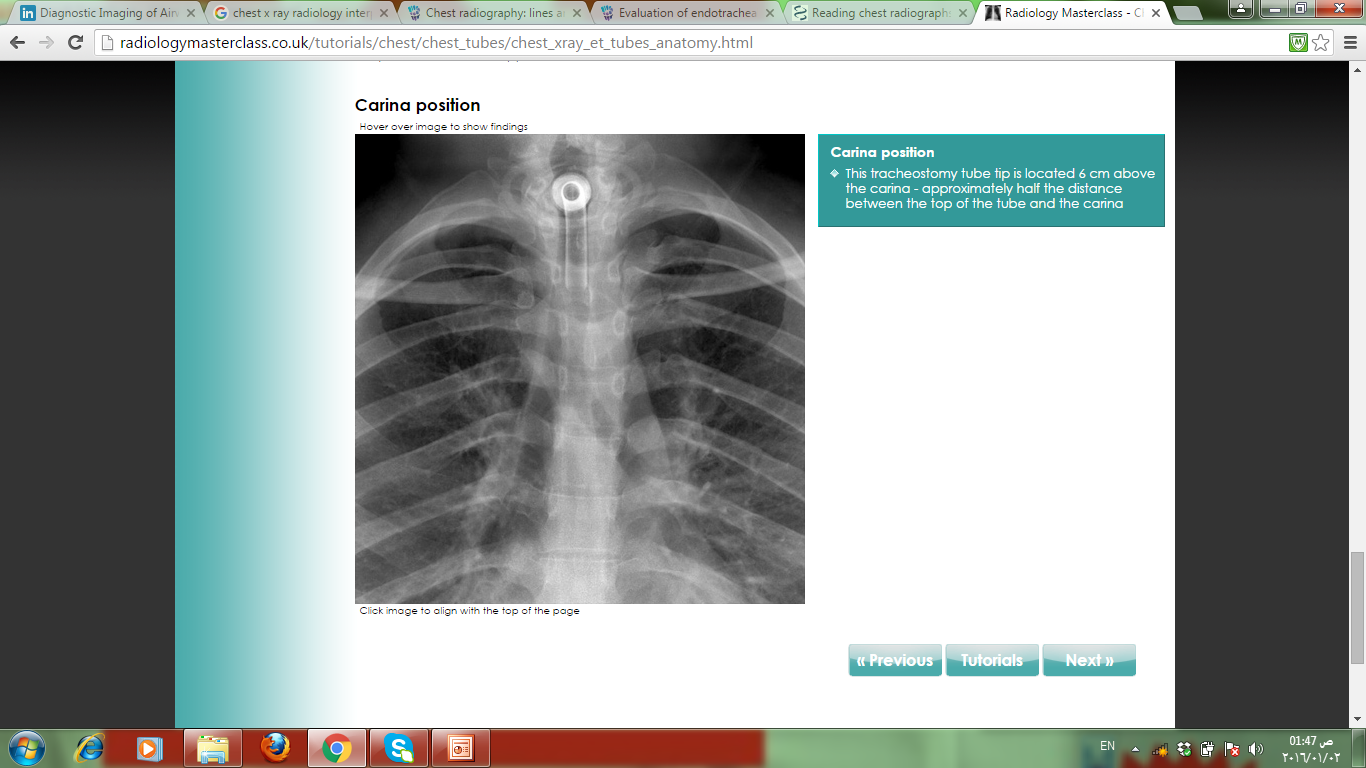 Diagnostic Imaging of Air
chest x ray radiology inter
Chest radiography: lines a
Evaluation of endotrachea
Reading chest radiograph
Radiology Masterclass - C
radiologymasterclass.co.uk/tutorials/chest/chest_tubes/chest_xray_et_tubes_anatomy.html
Carina position
Hover over image to show findings
Carina position
This tracheostomy tube tip is located 6 cm above
the carina - approximately half the distance
between the top of the tube and the carina
Click image to align with the top of the page
« Previous
Tutorials
Next »
EN
01:47 ص
٢٠١٦/٠١/٠٢